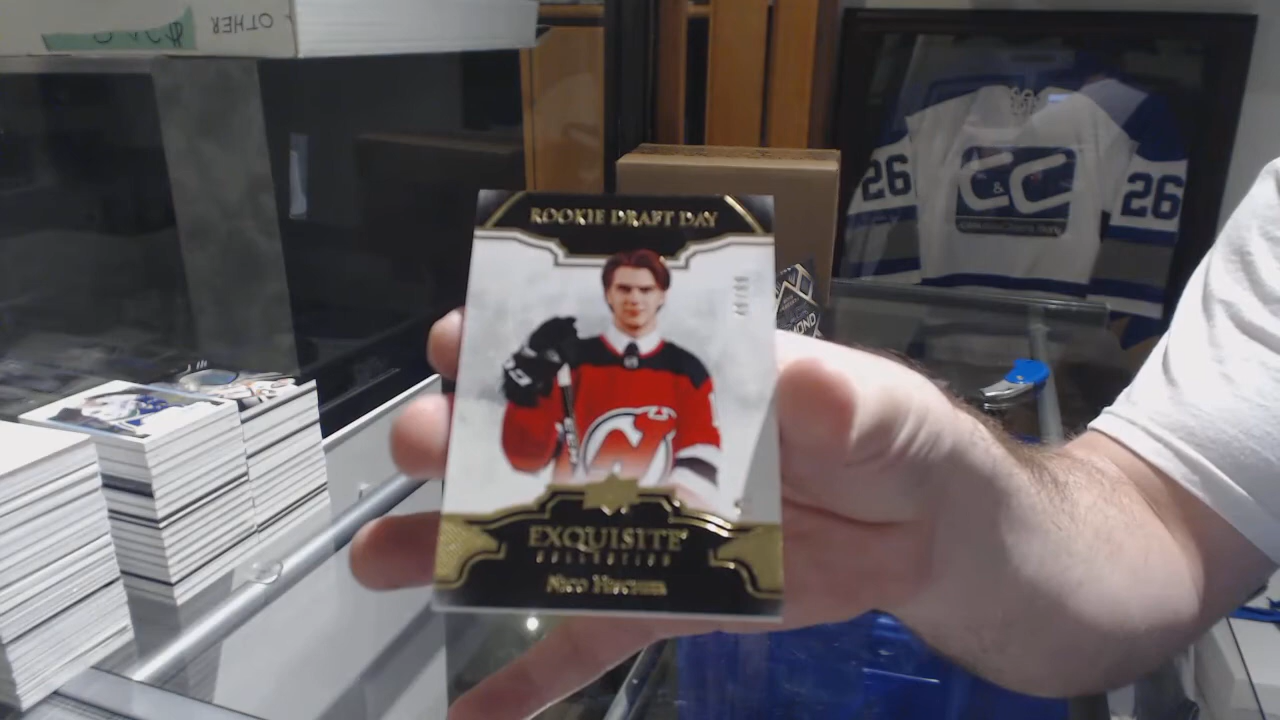 OTHER
26
C&C
26
ROOKIE DRAFT DAY
EXQUISITE
COLLECTION
Nico Hischier